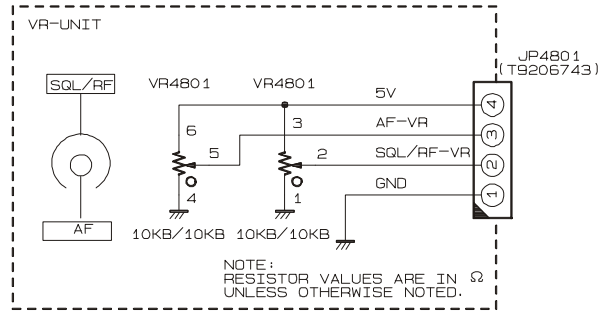 VR-UNIT
JP4801
(T9206743)
SQL/RF
VR4801
VR4801
5V
4
6
3
AF-VR
3
5
2
SQL/RF-VR
2
4
1
GND
1
AF
10KB/10KB
10KB/10KB
NOTE:
RESISTOR VALUES ARE IN Ω
UNLESS OTHERWISE NOTED.